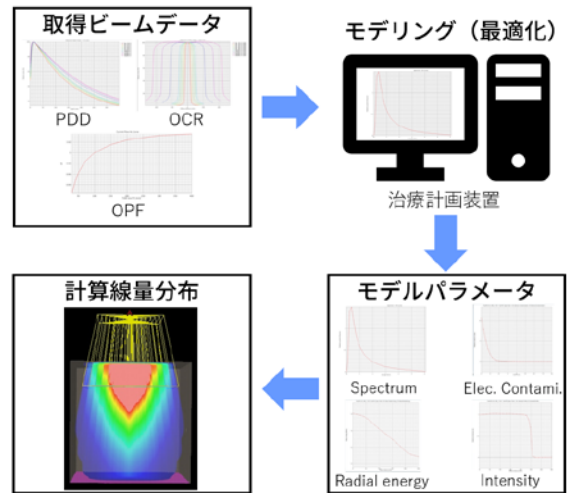 取得ビームデータ
PDD
OCR
OPF
モデリング（最適化）
治療計画装置
モデルパラメータ
Spectrum
Elec. Contami.
Radial energy
Intensity
計算線量分布